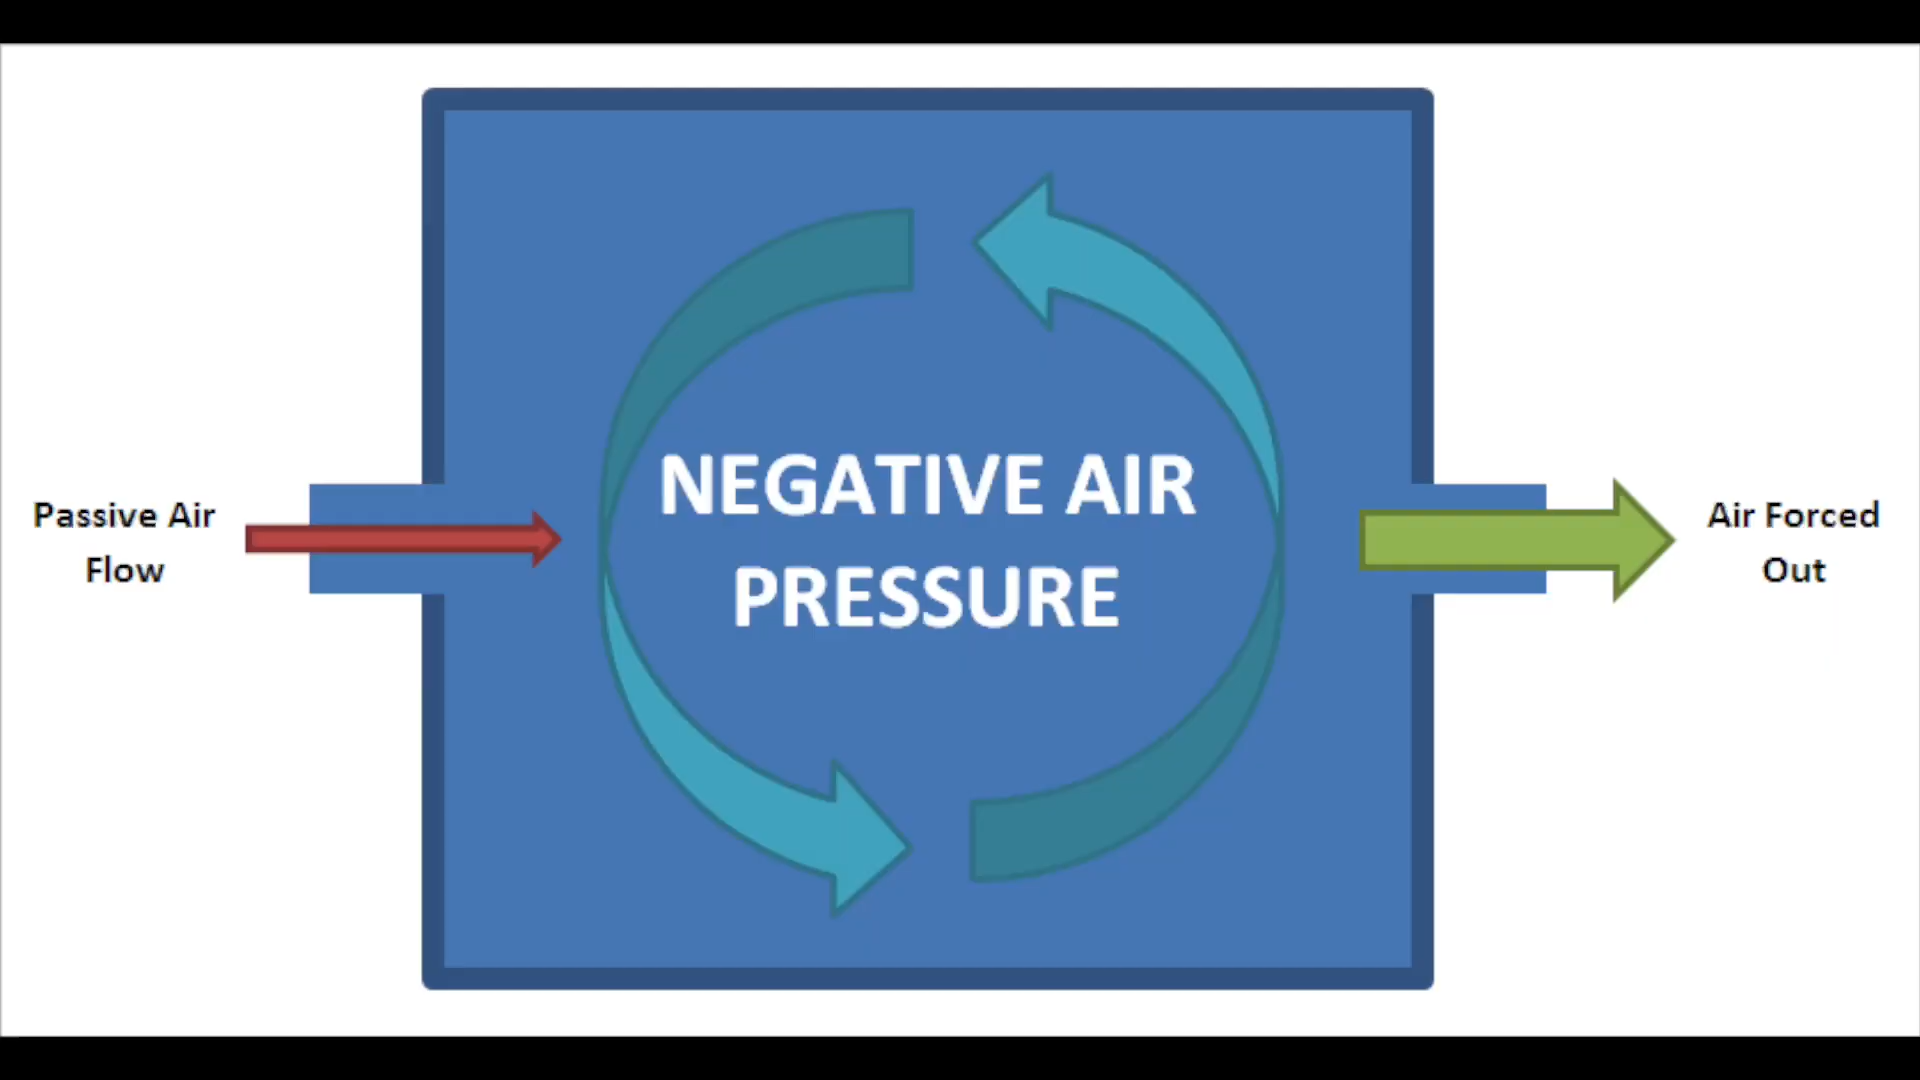 Passive Air
Flow
NEGATIVE AIR
PRESSURE
Air Forced
Out